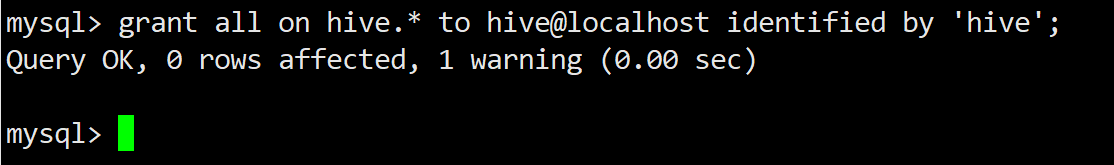 mysql> grant all on hive.* to hive@localhost identified by 'hive';
Query OK, 0 rows affected, 1 warning (0.00 sec)
mysql>